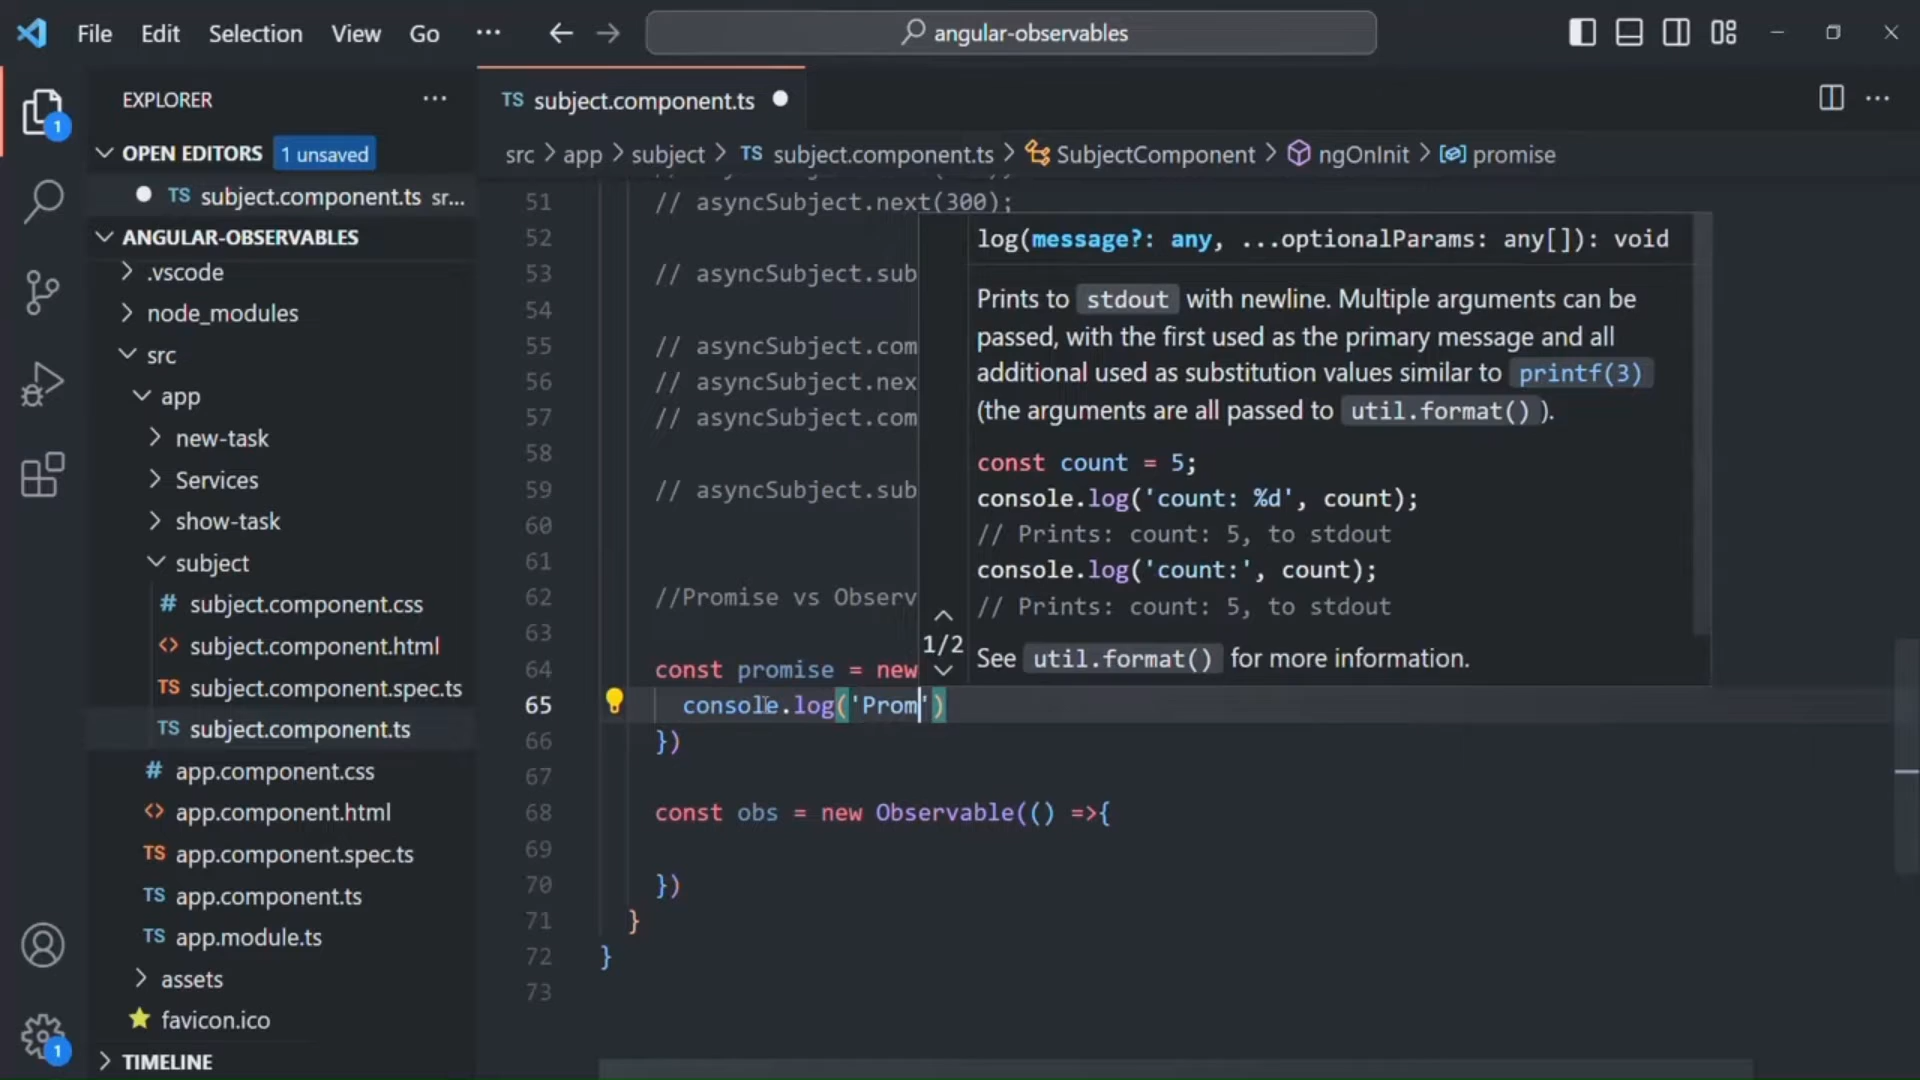 File Edit Selection View Go ··· angular-observables
EXPLORER ···
OPEN EDITORS 1 unsaved
TS subject.component.ts sr...
ANGULAR-OBSERVABLES
.vscode
node_modules
src
app
new-task
Services
show-task
subject
# subject.component.css
<> subject.component.html
TS subject.component.spec.ts
TS subject.component.ts
# app.component.css
<> app.component.html
TS app.component.spec.ts
TS app.component.ts
TS app.module.ts
assets
favicon.ico
TIMELINE
1
1
TS subject.component.ts
src > app > subject > TS subject.component.ts > SubjectComponent > ngOnInit > promise
51 // asyncSubject.next(300);
52
53 // asyncSubject.sub
54
55 // asyncSubject.com
56 // asyncSubject.nex
57 // asyncSubject.com
58
59 // asyncSubject.sub
60
61
62 //Promise vs Observ
63
64 const promise = new
65 console.log('Prom')
66 })
67
68 const obs = new Observable(() =>{
69
70 })
71 }
72 }
73
1/2
log(message?: any, ...optionalParams: any[]): void
Prints to stdout with newline. Multiple arguments can be
passed, with the first used as the primary message and all
additional used as substitution values similar to printf(3)
(the arguments are all passed to util.format() ).
const count = 5;
console.log('count: %d', count);
// Prints: count: 5, to stdout
console.log('count:', count);
// Prints: count: 5, to stdout
See util.format() for more information.